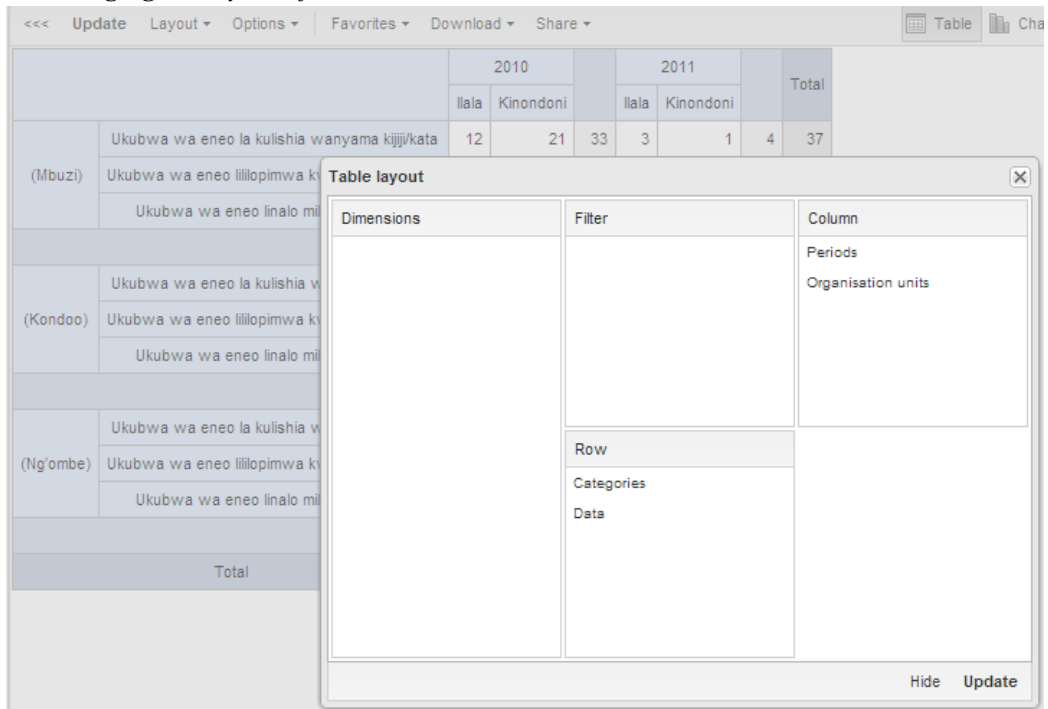 <<< Update Layout Options Favorites Download Share Table Cha
2010 2011 Total
Ilala Kinondoni Ilala Kinondoni
(Mbuzi) Ukubwa wa eneo la kulishia wanyama kijiji/kata 12 21 33 3 1 4 37
Ukubwa wa eneo lililopimwa
Ukubwa wa eneo linalo
(Kondoo) Ukubwa wa eneo la kulishia
Ukubwa wa eneo lililopimwa
Ukubwa wa eneo linalo
(Ng'ombe) Ukubwa wa eneo la kulishia
Ukubwa wa eneo lililopimwa
Ukubwa wa eneo linalo
Total
Table layout
Dimensions Filter Column
Periods
Organisation units
Row
Categories
Data
Hide Update